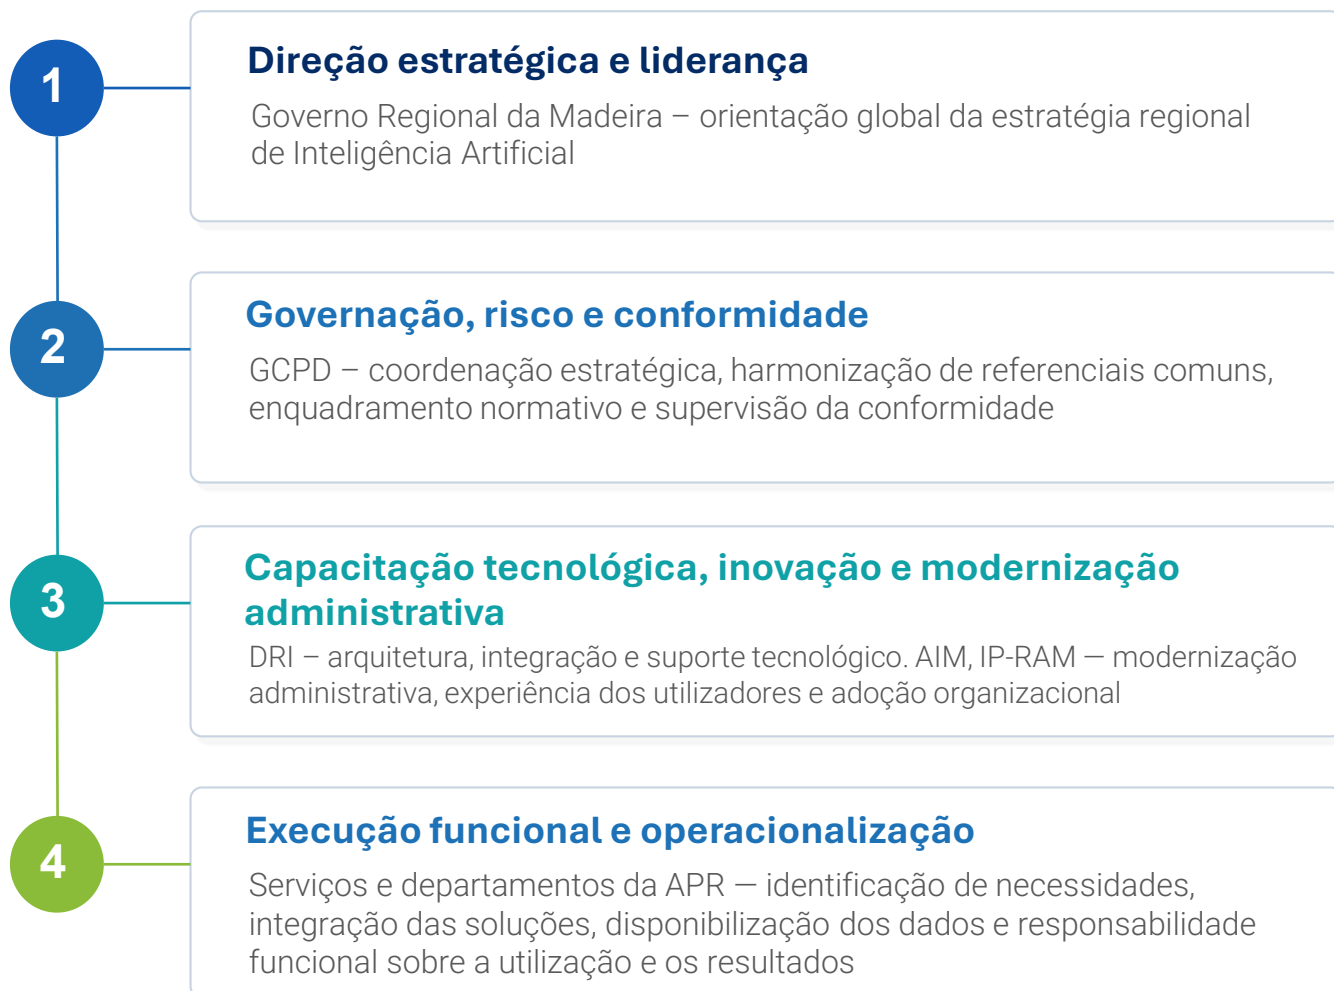 1
Direção estratégica e liderança
Governo Regional da Madeira – orientação global da estratégia regional
de Inteligência Artificial
2
Governação, risco e conformidade
GCPD – coordenação estratégica, harmonização de referenciais comuns,
enquadramento normativo e supervisão da conformidade
3
Capacitação tecnológica, inovação e modernização
administrativa
DRI – arquitetura, integração e suporte tecnológico. AIM, IP-RAM — modernização
administrativa, experiência dos utilizadores e adoção organizacional
4
Execução funcional e operacionalização
Serviços e departamentos da APR — identificação de necessidades,
integração das soluções, disponibilização dos dados e responsabilidade
funcional sobre a utilização e os resultados